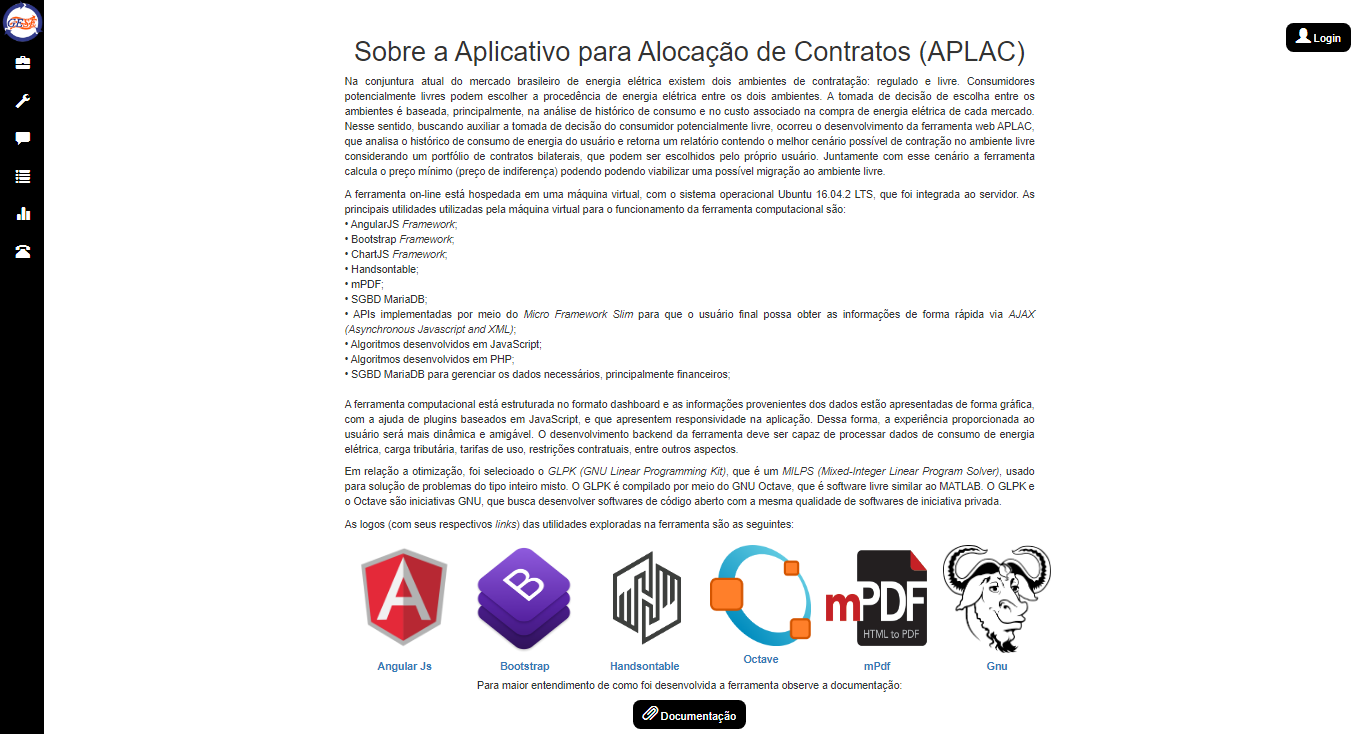 Login
Sobre a Aplicativo para Alocação de Contratos (APLAC)
Na conjuntura atual do mercado brasileiro de energia elétrica existem dois ambientes de contratação: regulado e livre. Consumidores
potencialmente livres podem escolher a procedência de energia elétrica entre os dois ambientes. A tomada de decisão de escolha entre os
ambientes é baseada, principalmente, na análise de histórico de consumo e no custo associado na compra de energia elétrica de cada mercado.
Nesse sentido, buscando auxiliar a tomada de decisão do consumidor potencialmente livre, ocorreu o desenvolvimento da ferramenta web APLAC,
que analisa o histórico de consumo de energia do usuário e retorna um relatório contendo o melhor cenário possível de contração no ambiente livre
considerando um portfólio de contratos bilaterais, que podem ser escolhidos pelo próprio usuário. Juntamente com esse cenário a ferramenta
calcula o preço mínimo (preço de indiferença) podendo podendo viabilizar uma possível migração ao ambiente livre.
A ferramenta on-line está hospedada em uma máquina virtual, com o sistema operacional Ubuntu 16.04.2 LTS, que foi integrada ao servidor. As
principais utilidades utilizadas pela máquina virtual para o funcionamento da ferramenta computacional são:
• AngularJS Framework;
• Bootstrap Framework;
• ChartJS Framework;
• Handsontable;
• mPDF;
• SGBD MariaDB;
• APIs implementadas por meio do Micro Framework Slim para que o usuário final possa obter as informações de forma rápida via AJAX
(Asynchronous Javascript and XML);
• Algoritmos desenvolvidos em JavaScript;
• Algoritmos desenvolvidos em PHP;
• SGBD MariaDB para gerenciar os dados necessários, principalmente financeiros;
A ferramenta computacional está estruturada no formato dashboard e as informações provenientes dos dados estão apresentadas de forma gráfica,
com a ajuda de plugins baseados em JavaScript, e que apresentem responsividade na aplicação. Dessa forma, a experiência proporcionada ao
usuário será mais dinâmica e amigável. O desenvolvimento backend da ferramenta deve ser capaz de processar dados de consumo de energia
elétrica, carga tributária, tarifas de uso, restrições contratuais, entre outros aspectos.
Em relação a otimização, foi selecioado o GLPK (GNU Linear Programming Kit), que é um MILPS (Mixed-Integer Linear Program Solver), usado
para solução de problemas do tipo inteiro misto. O GLPK é compilado por meio do GNU Octave, que é software livre similar ao MATLAB. O GLPK e
o Octave são iniciativas GNU, que busca desenvolver softwares de código aberto com a mesma qualidade de softwares de iniciativa privada.
As logos (com seus respectivos links) das utilidades exploradas na ferramenta são as seguintes:
A
B
mPDF
HTML to PDF
Angular Js
Bootstrap
Handsontable
Octave
mPdf
Gnu
Para maior entendimento de como foi desenvolvida a ferramenta observe a documentação:
Documentação